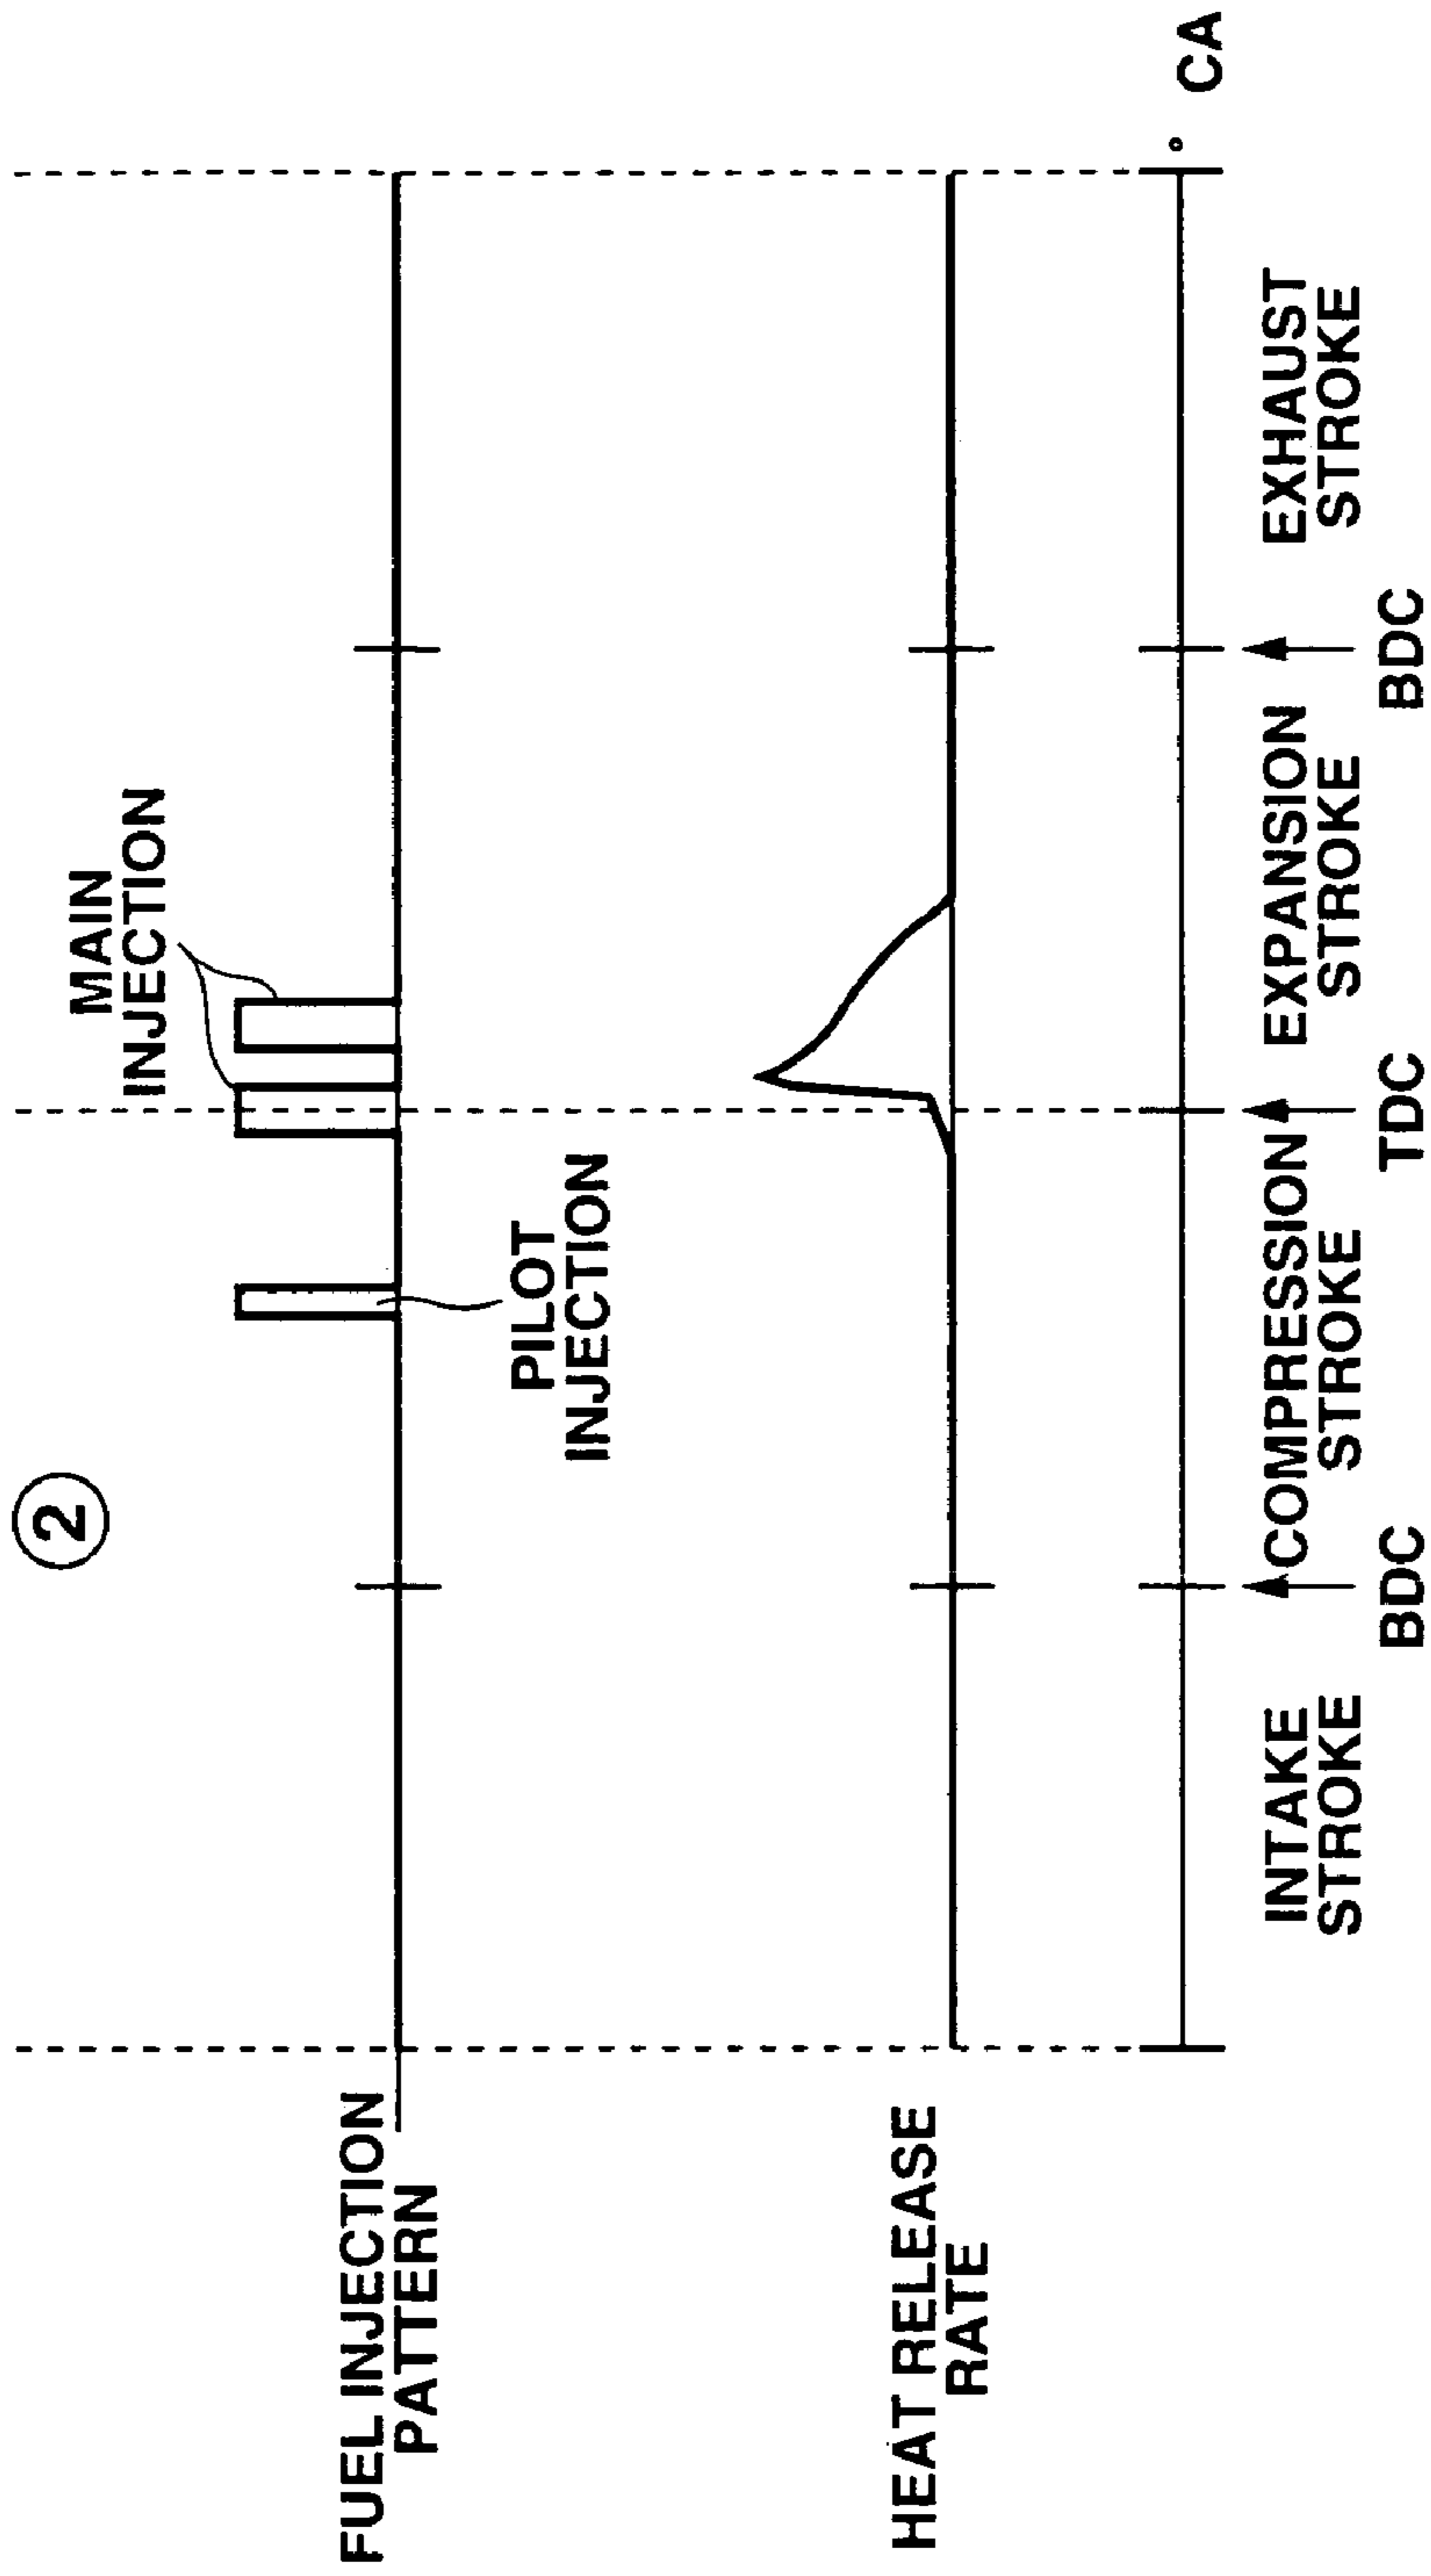 ②
MAIN
INJECTION
FUEL INJECTION
PATTERN
PILOT
INJECTION
HEAT RELEASE
RATE
° CA
INTAKE
STROKE
COMPRESSION
STROKE
EXPANSION
STROKE
EXHAUST
STROKE
BDC
TDC
BDC